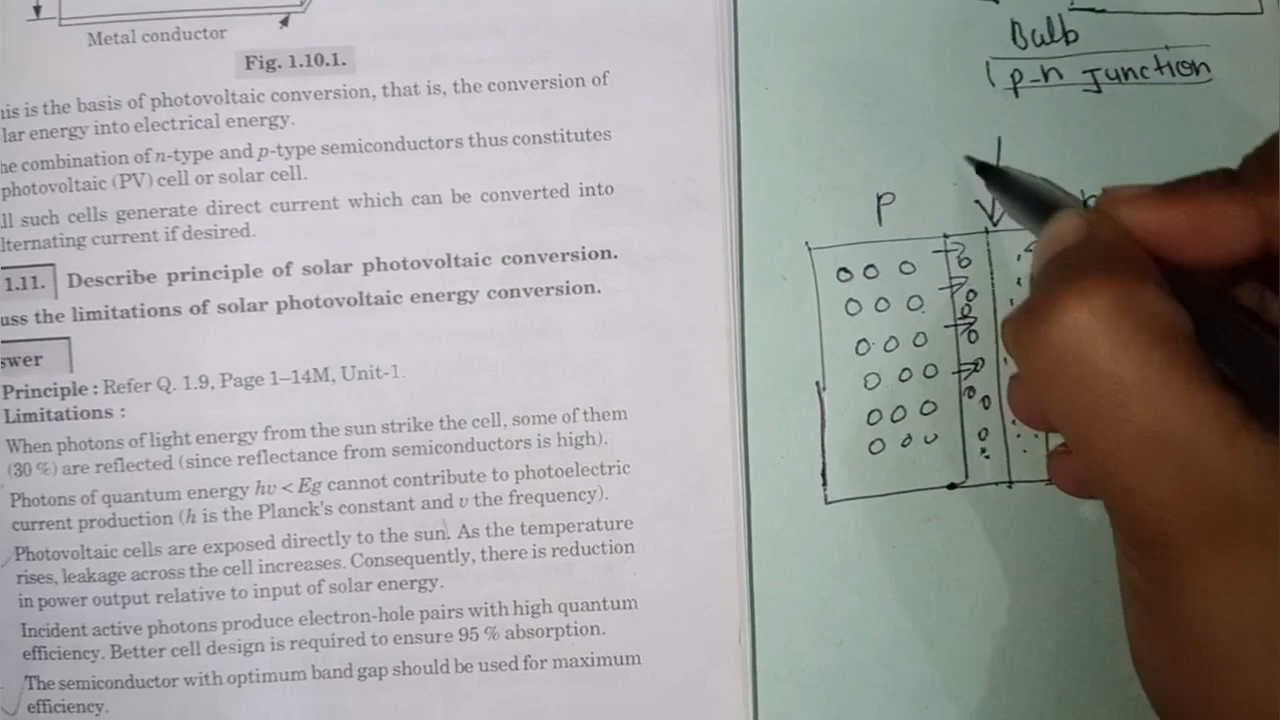 Metal conductor
Fig. 1.10.1.
is is the basis of photovoltaic conversion, that is, the conversion of
lar energy into electrical energy.
he combination of n-type and p-type semiconductors thus constitutes
photovoltaic (PV) cell or solar cell.
ll such cells generate direct current which can be converted into
lternating current if desired.
1.11. Describe principle of solar photovoltaic conversion.
uss the limitations of solar photovoltaic energy conversion.
swer
Principle : Refer Q. 1.9, Page 1–14M, Unit-1.
Limitations :
When photons of light energy from the sun strike the cell, some of them
(30 %) are reflected (since reflectance from semiconductors is high).
Photons of quantum energy hυ < Eg cannot contribute to photoelectric
current production (h is the Planck's constant and υ the frequency).
Photovoltaic cells are exposed directly to the sun. As the temperature
rises, leakage across the cell increases. Consequently, there is reduction
in power output relative to input of solar energy.
Incident active photons produce electron-hole pairs with high quantum
efficiency. Better cell design is required to ensure 95 % absorption.
The semiconductor with optimum band gap should be used for maximum
efficiency.
Bulb
p-n Junction
P